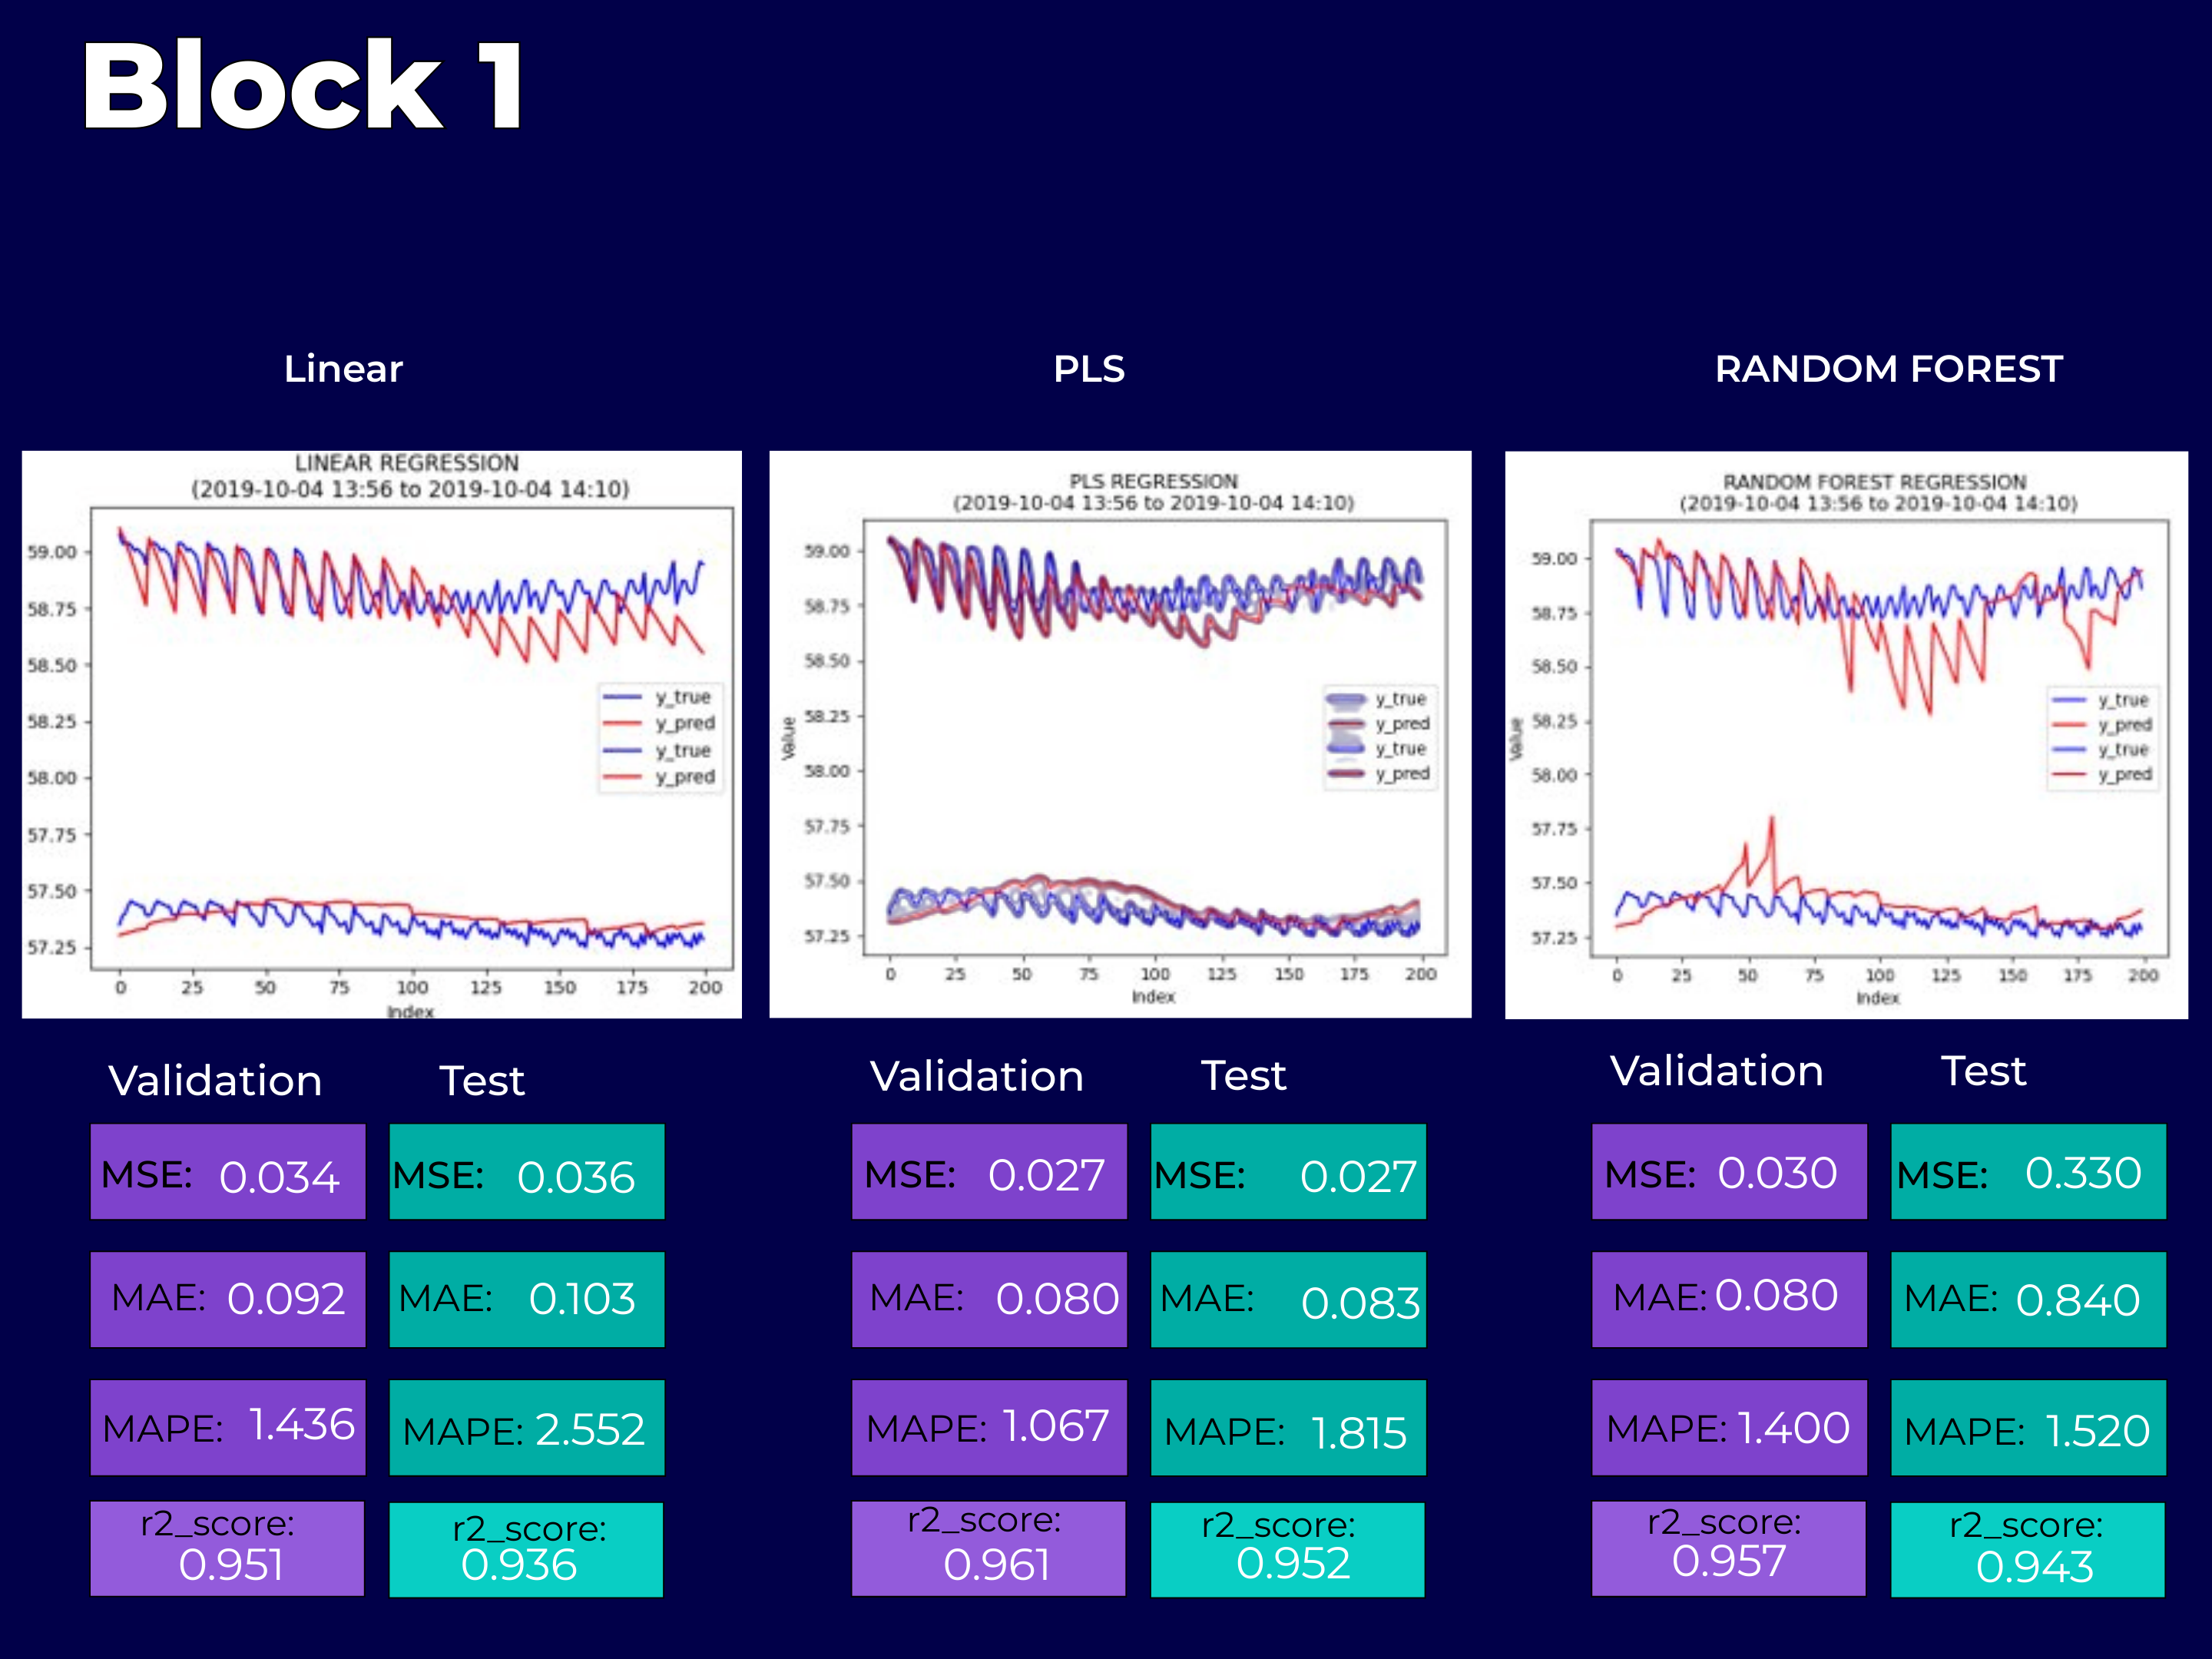 Block 1
Linear
PLS
RANDOM FOREST
LINEAR REGRESSION
(2019-10-04 13:56 to 2019-10-04 14:10)
59.00
58.75
58.50
58.25
58.00
57.75
57.50
57.25
y_true
y_pred
y_true
y_pred
0 25 50 75 100 125 150 175 200
Index
PLS REGRESSION
(2019-10-04 13:56 to 2019-10-04 14:10)
Value
59.00
58.75
58.50
58.25
58.00
57.75
57.50
57.25
y_true
y_pred
y_true
y_pred
0 25 50 75 100 125 150 175 200
Index
RANDOM FOREST REGRESSION
(2019-10-04 13:56 to 2019-10-04 14:10)
Value
59.00
58.75
58.50
58.25
58.00
57.75
57.50
57.25
y_true
y_pred
y_true
y_pred
0 25 50 75 100 125 150 175 200
Index
Validation Test
MSE: 0.034 MSE: 0.036
MAE: 0.092 MAE: 0.103
MAPE: 1.436 MAPE: 2.552
r2_score: r2_score:
0.951 0.936
Validation Test
MSE: 0.027 MSE: 0.027
MAE: 0.080 MAE: 0.083
MAPE: 1.067 MAPE: 1.815
r2_score: r2_score:
0.961 0.952
Validation Test
MSE: 0.030 MSE: 0.330
MAE: 0.080 MAE: 0.840
MAPE: 1.400 MAPE: 1.520
r2_score: r2_score:
0.957 0.943